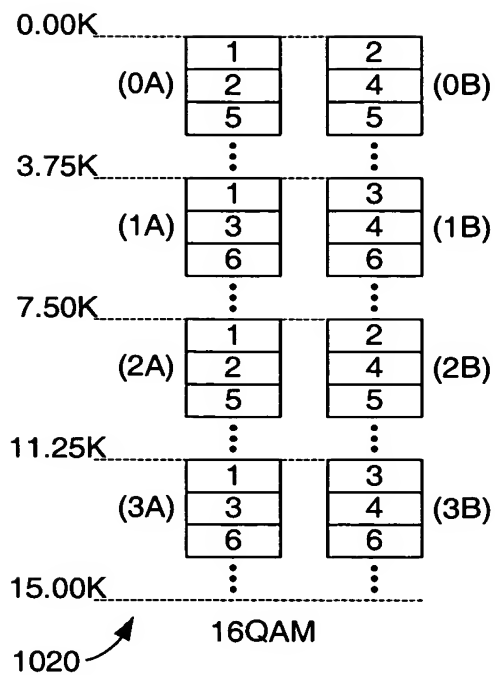 0.00K
1 2
(0A) 2 4 (0B)
5 5
3.75K
1 3
(1A) 3 4 (1B)
6 6
7.50K
1 2
(2A) 2 4 (2B)
5 5
11.25K
1 3
(3A) 3 4 (3B)
6 6
15.00K
16QAM
1020